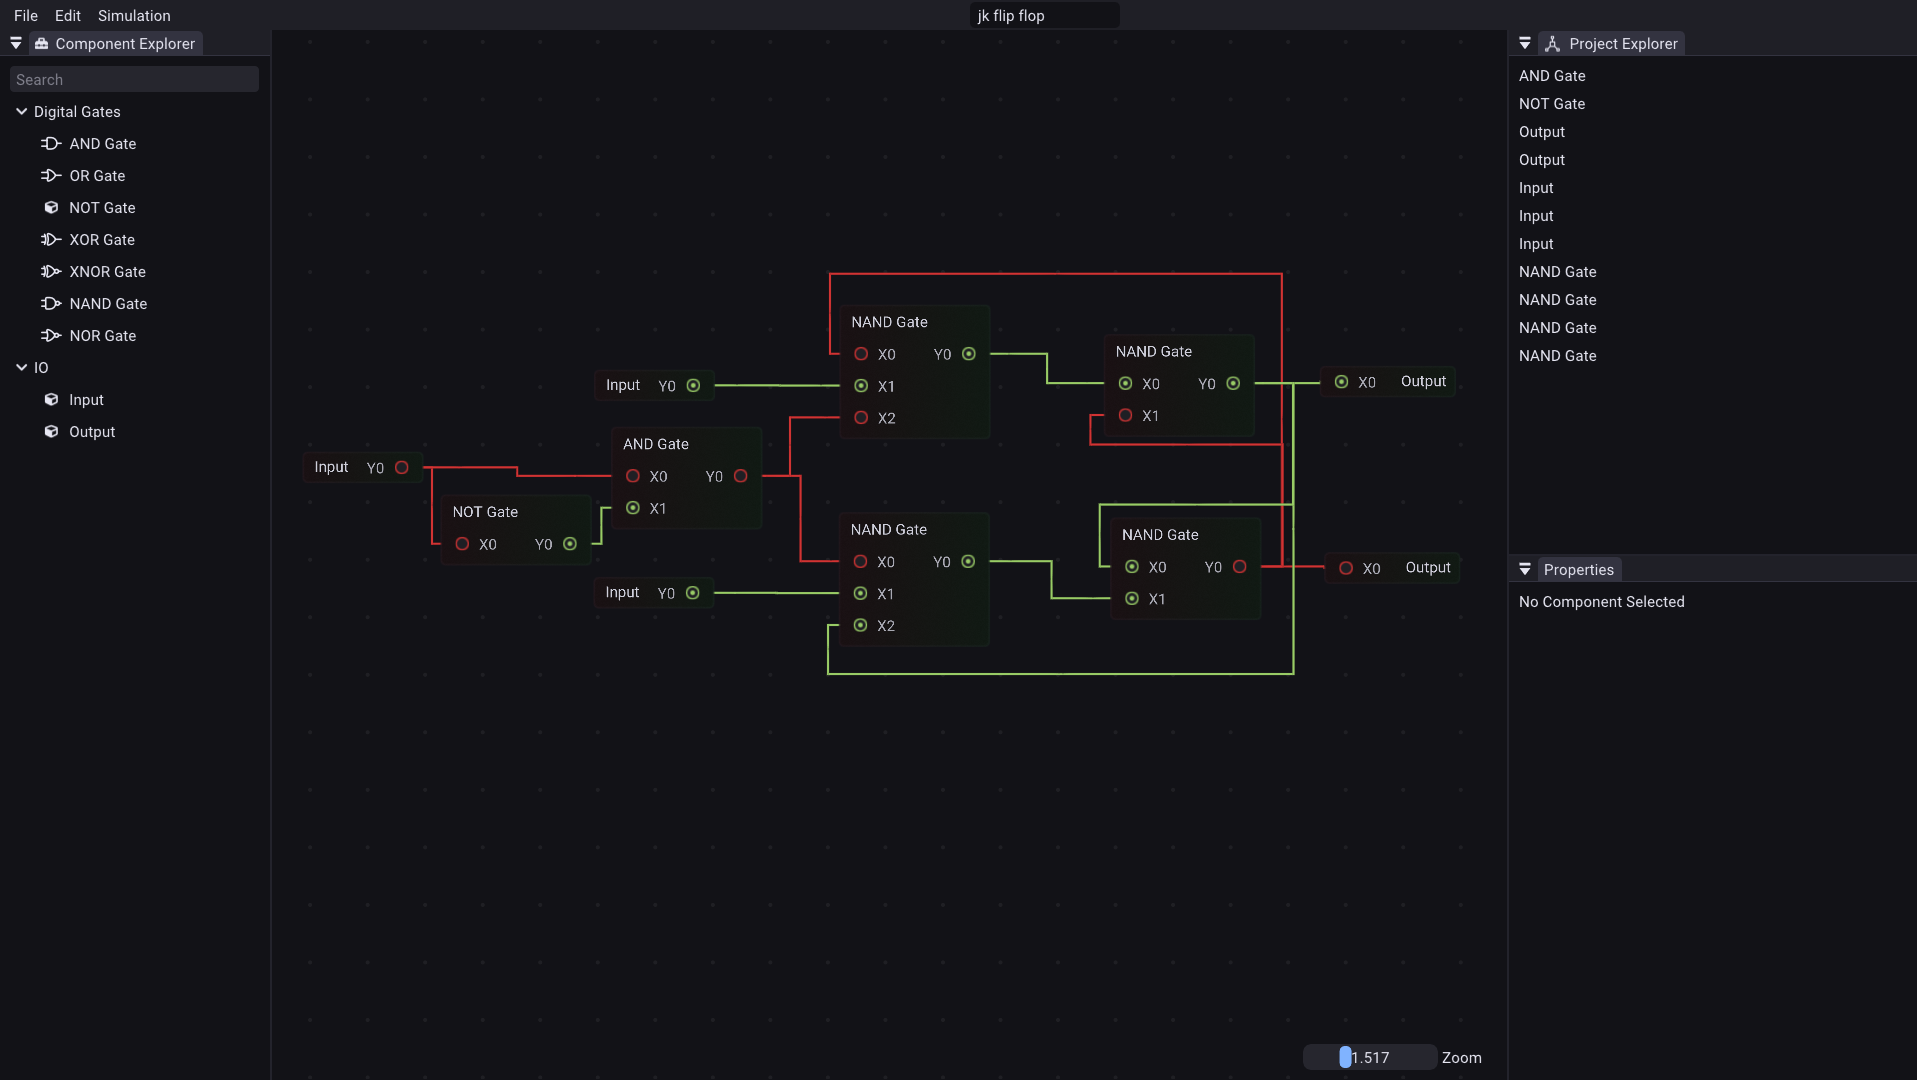 File Edit Simulation
jk flip flop
Component Explorer
Search
Digital Gates
AND Gate
OR Gate
NOT Gate
XOR Gate
XNOR Gate
NAND Gate
NOR Gate
IO
Input
Output
Input Y0
NOT Gate
X0 Y0
AND Gate
X0 Y0
X1
Input Y0
Input Y0
NAND Gate
X0 Y0
X1
X2
NAND Gate
X0 Y0
X1
X2
NAND Gate
X0 Y0
X1
NAND Gate
X0 Y0
X1
X0 Output
X0 Output
1.517 Zoom
Project Explorer
AND Gate
NOT Gate
Output
Output
Input
Input
Input
NAND Gate
NAND Gate
NAND Gate
NAND Gate
Properties
No Component Selected